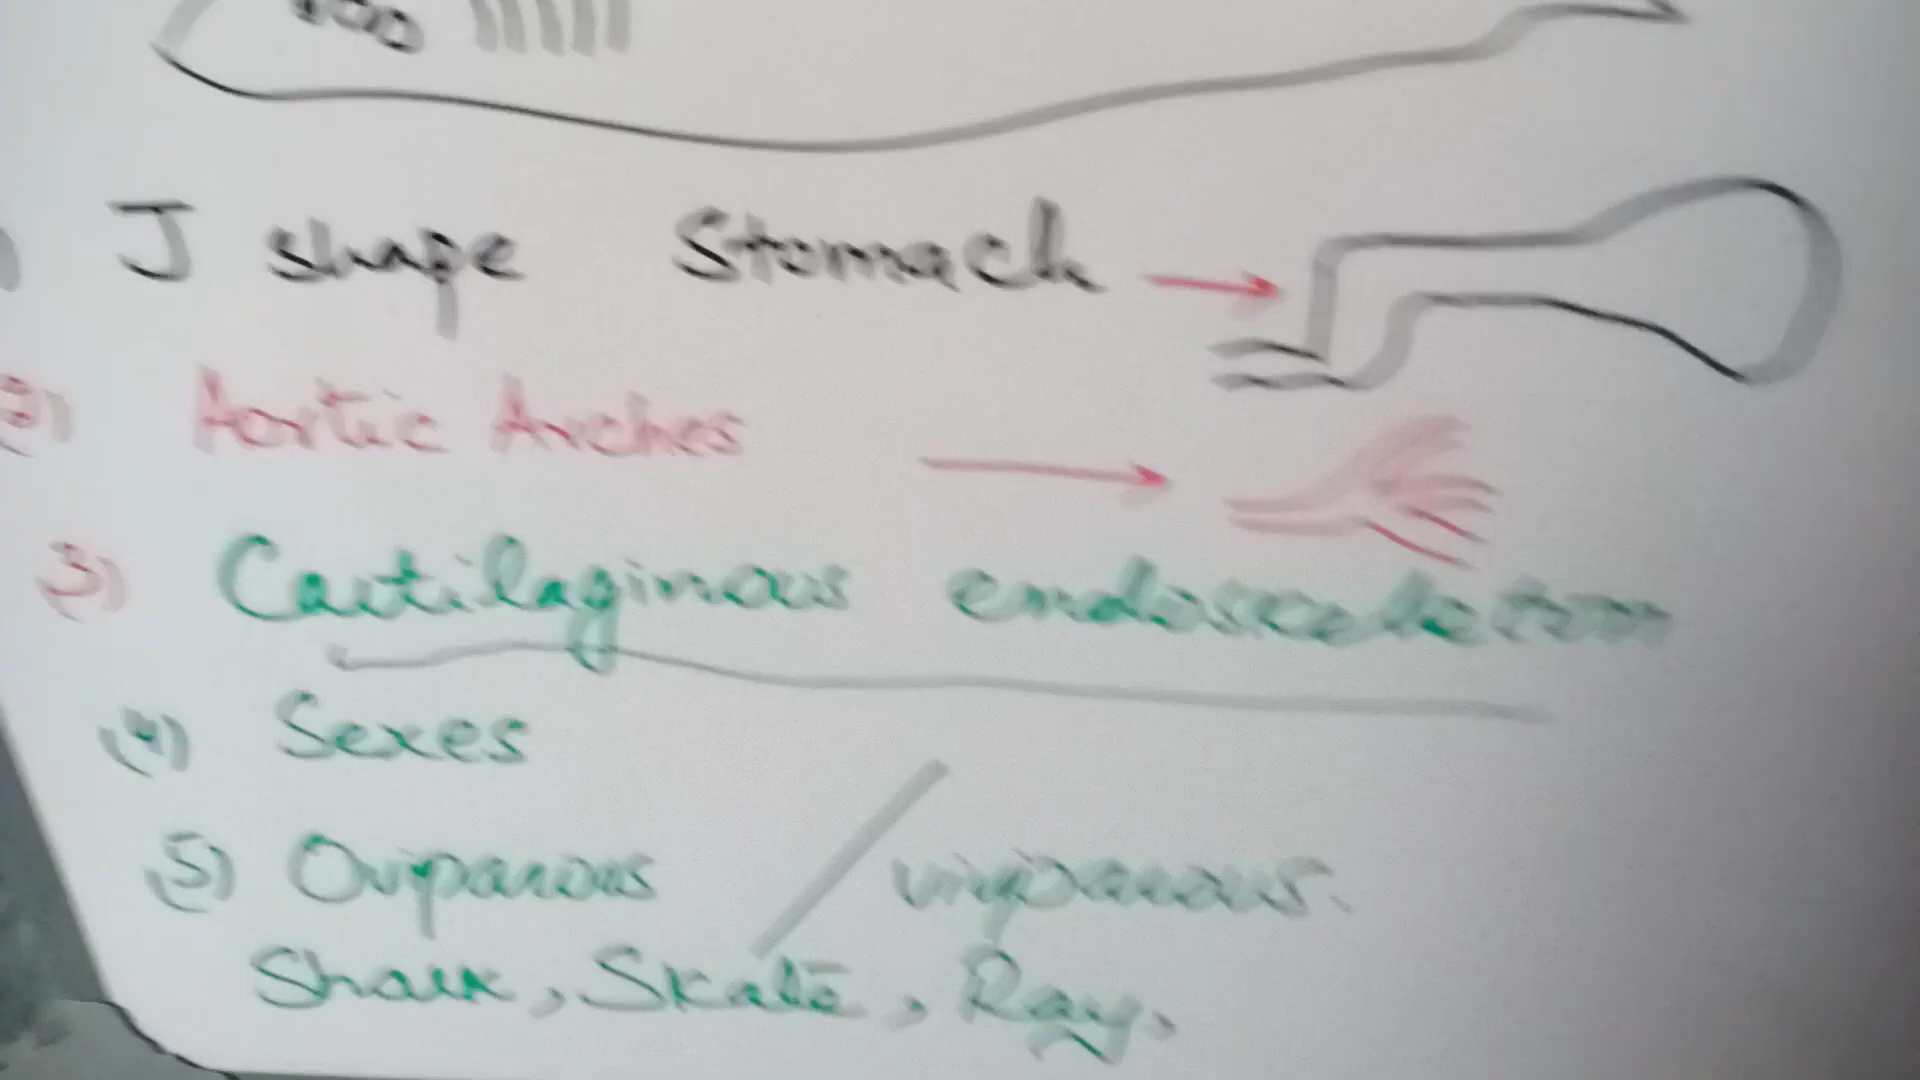 ) J shape Stomach
2) Aortic Arches
3) Cartilaginous endoskeleton
(4) Sexes
5) Oviparous / viviparous.
Shark, Skate, Ray,